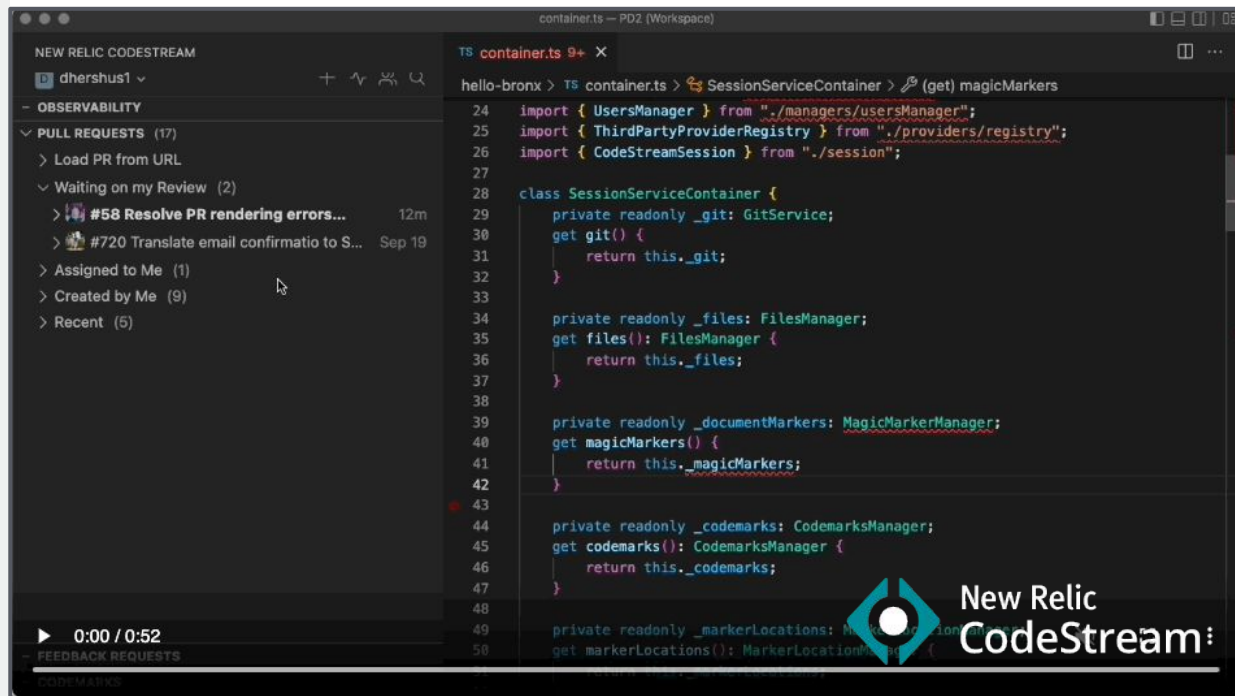 container.ts — PD2 (Workspace)
NEW RELIC CODESTREAM
D dhershus1
OBSERVABILITY
PULL REQUESTS (17)
Load PR from URL
Waiting on my Review (2)
#58 Resolve PR rendering errors... 12m
#720 Translate email confirmatio to S... Sep 19
Assigned to Me (1)
Created by Me (9)
Recent (5)
TS container.ts 9+ ×
hello-bronx > TS container.ts > SessionServiceContainer > (get) magicMarkers
24 import { UsersManager } from "./managers/usersManager";
25 import { ThirdPartyProviderRegistry } from "./providers/registry";
26 import { CodeStreamSession } from "./session";
27
28 class SessionServiceContainer {
29 private readonly _git: GitService;
30 get git() {
31 return this._git;
32 }
33
34 private readonly _files: FilesManager;
35 get files(): FilesManager {
36 return this._files;
37 }
38
39 private readonly _documentMarkers: MagicMarkerManager;
40 get magicMarkers() {
41 return this._magicMarkers;
42 }
43
44 private readonly _codemarks: CodemarksManager;
45 get codemarks(): CodemarksManager {
46 return this._codemarks;
47 }
48
49 private readonly _markerLocations:
50 get markerLocations():
51 return this._markerLocations;
New Relic
CodeStream
0:00 / 0:52
FEEDBACK REQUESTS
CODEMARKS